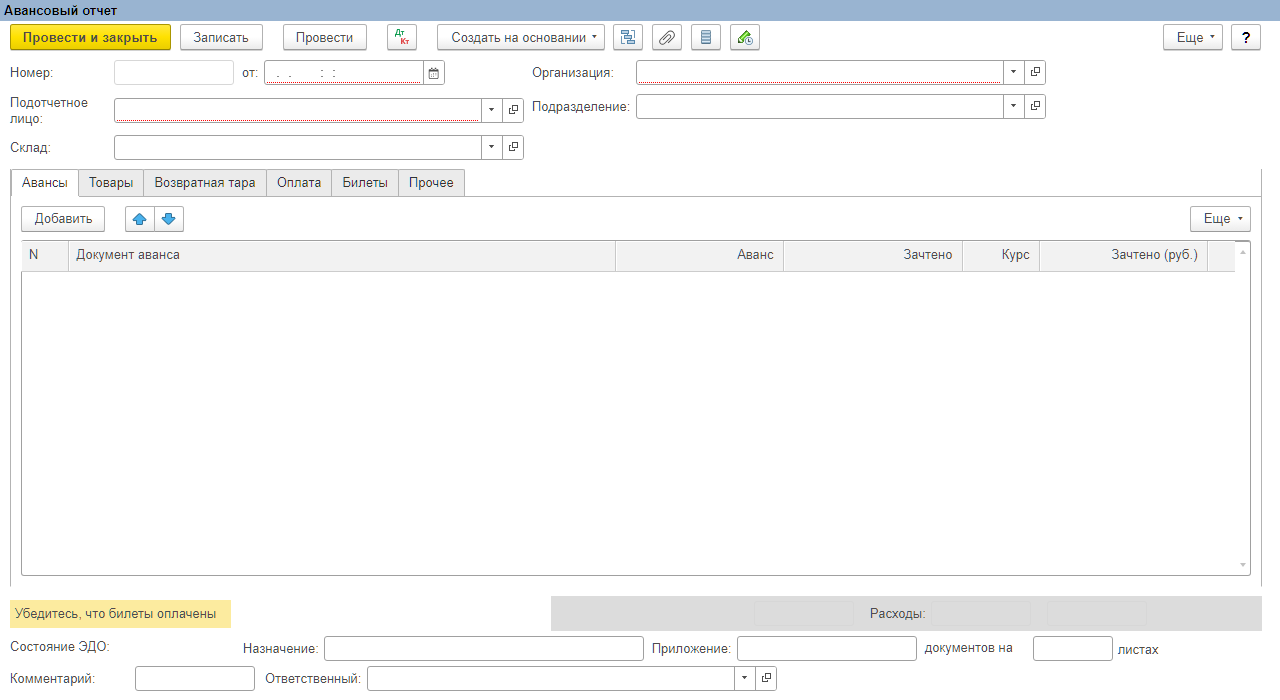 Авансовый отчет
Провести и закрыть Записать Провести Дт Кт Создать на основании Еще ?
Номер: от: . . : : Организация:
Подотчетное лицо: Подразделение:
Склад:
Авансы Товары Возвратная тара Оплата Билеты Прочее
Добавить Еще
N Документ аванса Аванс Зачтено Курс Зачтено (руб.)
Убедитесь, что билеты оплачены Расходы:
Состояние ЭДО: Назначение: Приложение: документов на листах
Комментарий: Ответственный: